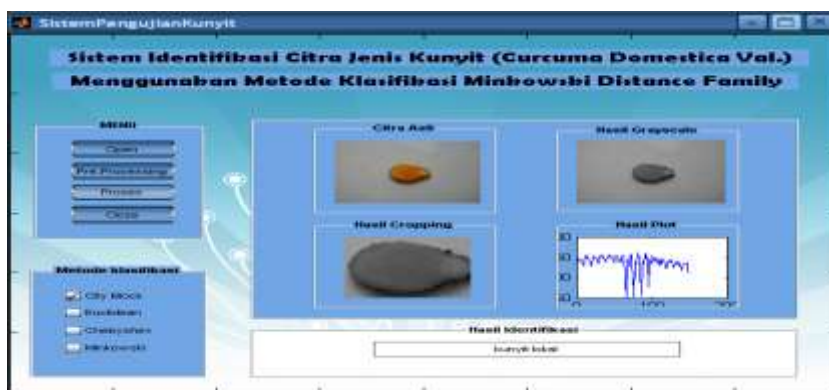 SistemPengujianKunyit
Sistem Identifikasi Citra Jenis Kunyit (Curcuma Domestica Val.)
Menggunakan Metode Klasifikasi Minkowski Distance Family
MENU
Open
Pre Processing
Proses
Close
Metode klasifikasi
City Block
Euclidean
Chebyshev
Minkowski
Citra Asli
Hasil Grayscale
Hasil Cropping
Hasil Plot
100
Hasil Identifikasi
kunyit lokal